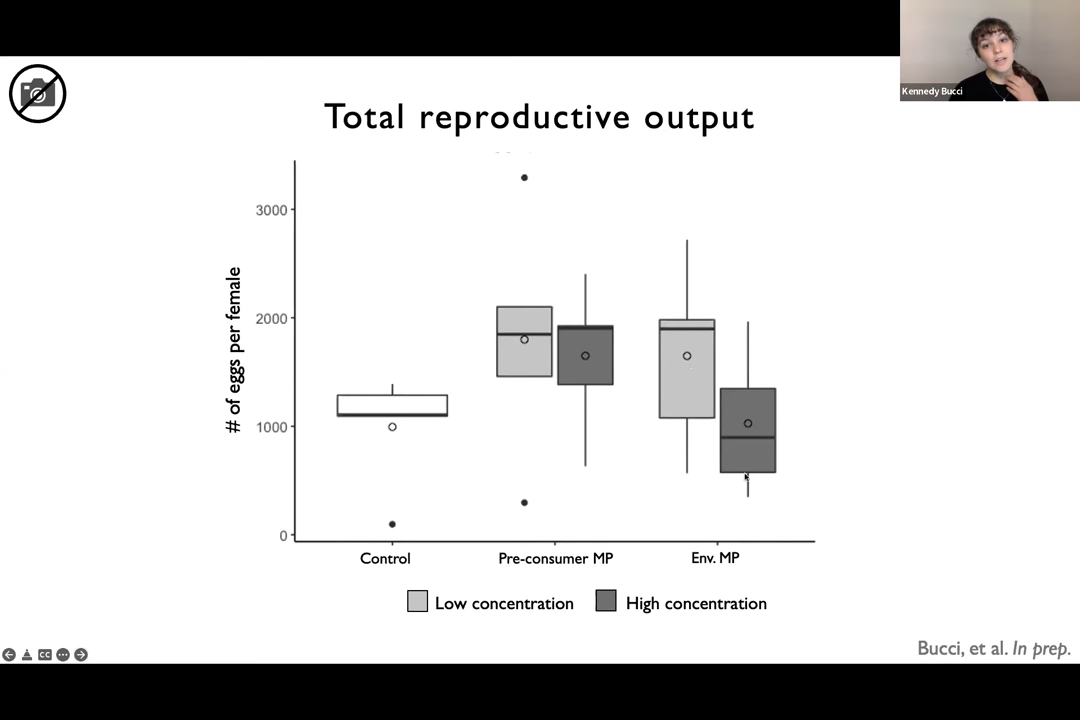 Kennedy Bucci
Total reproductive output
# of eggs per female
3000
2000
1000
0
Control
Pre-consumer MP
Env. MP
Low concentration
High concentration
Bucci, et al. In prep.
CC